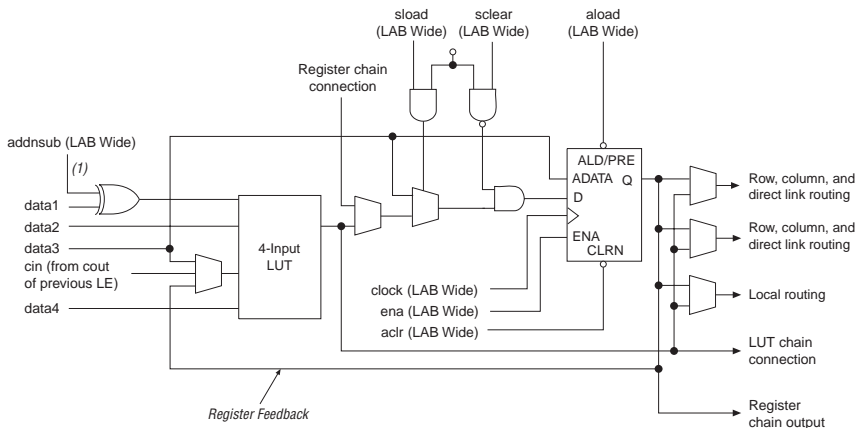 sload
(LAB Wide)
sclear
(LAB Wide)
aload
(LAB Wide)
Register chain
connection
addnsub (LAB Wide)
(1)
data1
data2
data3
cin (from cout
of previous LE)
data4
4-Input
LUT
ALD/PRE
ADATA Q
D
ENA
CLRN
clock (LAB Wide)
ena (LAB Wide)
aclr (LAB Wide)
Row, column, and
direct link routing
Row, column, and
direct link routing
Local routing
LUT chain
connection
Register
chain output
Register Feedback